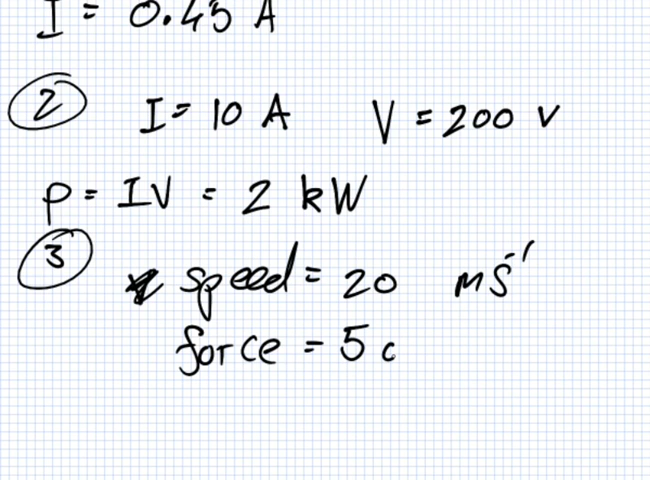 I = 0.45 A
② I = 10 A V = 200 V
P = IV = 2 kW
③ speed = 20 ms⁻¹
force = 5